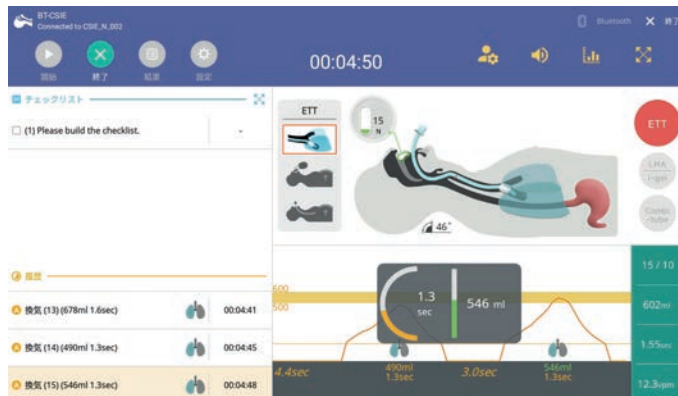 BT-CSIE
Connected to CSIE_N_002
Bluetooth
終了
開始
終了
結果
設定
00:04:50
チェックリスト
(1) Please build the checklist.
履歴
換気 (13) (678ml 1.6sec)
00:04:41
換気 (14) (490ml 1.3sec)
00:04:45
換気 (15) (546ml 1.3sec)
00:04:48
ETT
15
N
46°
ETT
LMA
i-gel
Combi
-tube
600
500
1.3
sec
546 ml
4.4sec
490ml
1.3sec
3.0sec
546ml
1.3sec
15 / 10
602ml
1.55sec
12.3vpm